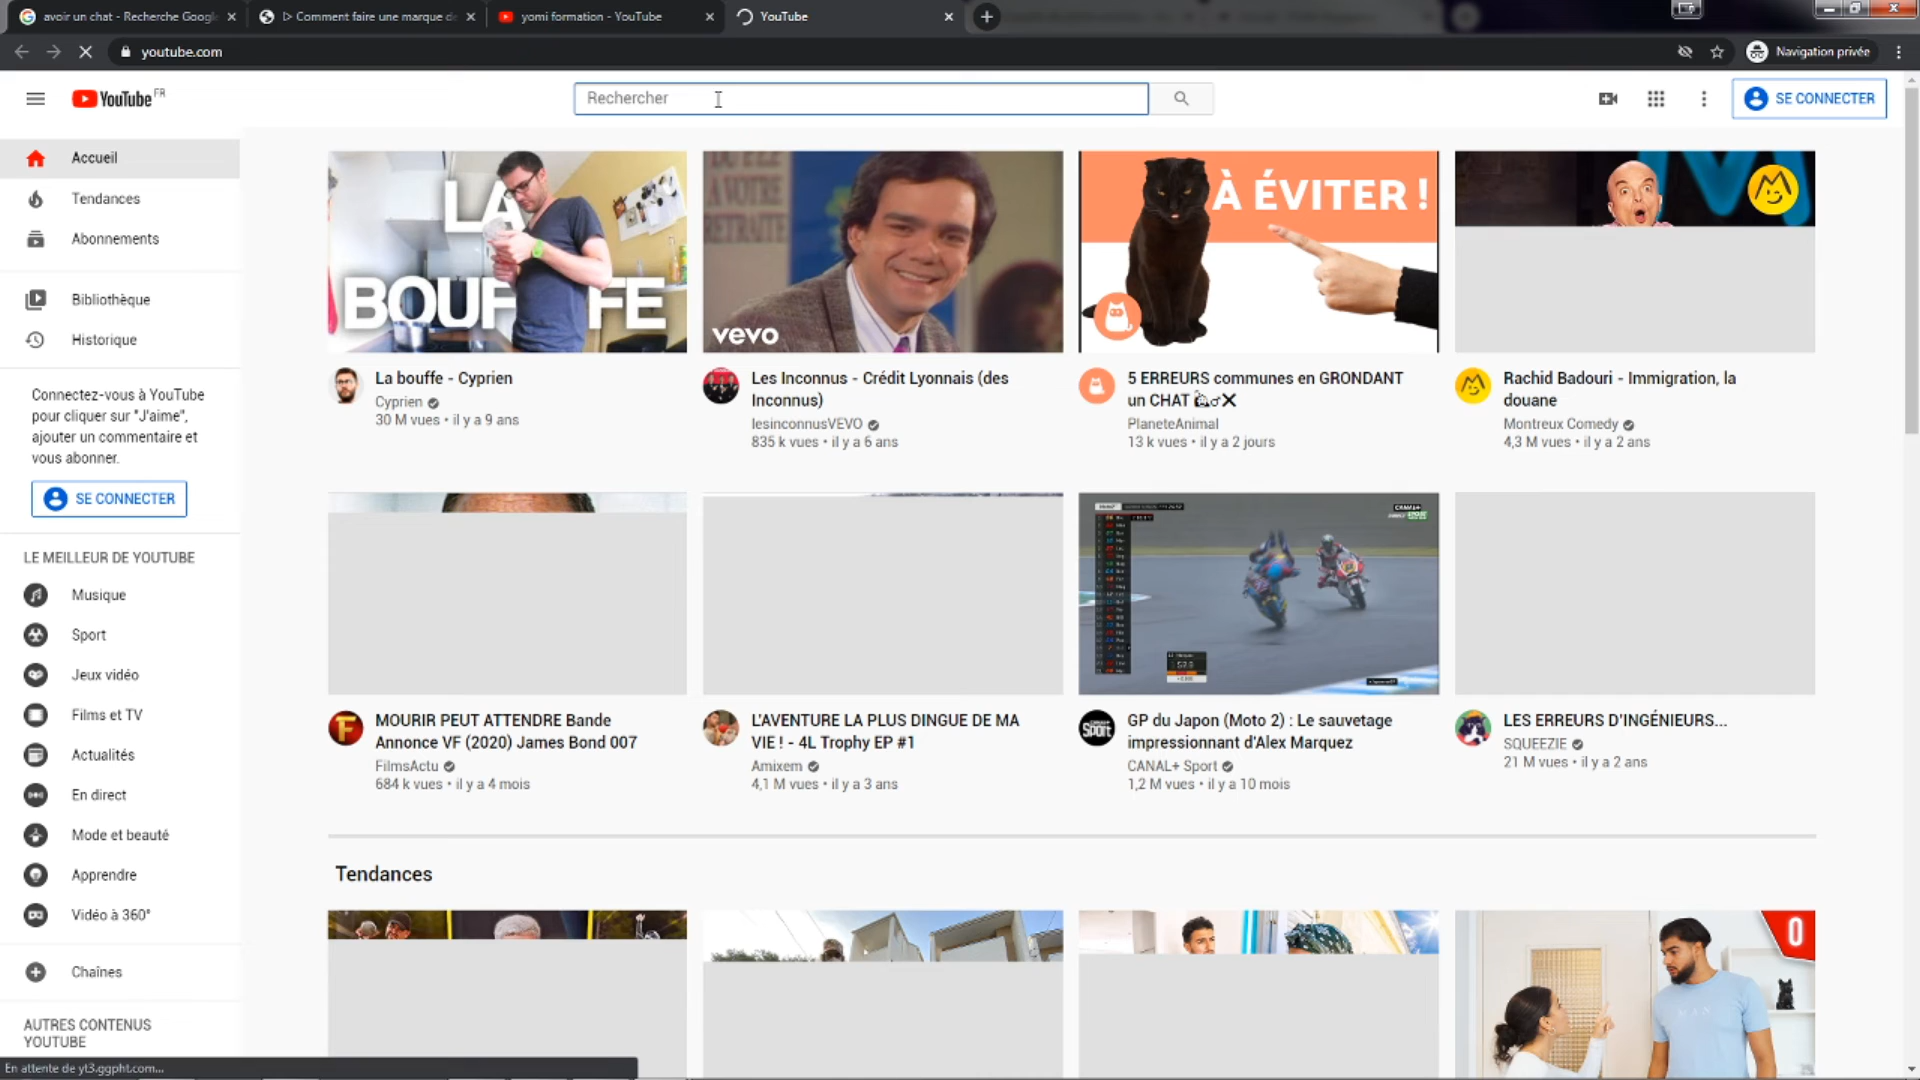 avoir un chat - Recherche Googl
▷ Comment faire une marque de
yomi formation - YouTube
YouTube
youtube.com
Navigation privée
YouTube FR
Rechercher
SE CONNECTER
Accueil
Tendances
Abonnements
Bibliothèque
Historique
Connectez-vous à YouTube
pour cliquer sur "J'aime",
ajouter un commentaire et
vous abonner.
SE CONNECTER
LE MEILLEUR DE YOUTUBE
Musique
Sport
Jeux vidéo
Films et TV
Actualités
En direct
Mode et beauté
Apprendre
Vidéo à 360°
Chaînes
AUTRES CONTENUS
YOUTUBE
En attente de yt3.ggpht.com...
LA
BOUFFE
La bouffe - Cyprien
Cyprien
30 M vues • il y a 9 ans
A VOTRE
RETRAITE
vevo
Les Inconnus - Crédit Lyonnais (des
Inconnus)
lesinconnusVEVO
835 k vues • il y a 6 ans
À ÉVITER !
5 ERREURS communes en GRONDANT
un CHAT
PlaneteAnimal
13 k vues • il y a 2 jours
Rachid Badouri - Immigration, la
douane
Montreux Comedy
4,3 M vues • il y a 2 ans
MOURIR PEUT ATTENDRE Bande
Annonce VF (2020) James Bond 007
FilmsActu
684 k vues • il y a 4 mois
L'AVENTURE LA PLUS DINGUE DE MA
VIE ! - 4L Trophy EP #1
Amixem
4,1 M vues • il y a 3 ans
CANAL+
SPORT
GP du Japon (Moto 2) : Le sauvetage
impressionnant d'Alex Marquez
CANAL+ Sport
1,2 M vues • il y a 10 mois
LES ERREURS D'INGÉNIEURS...
SQUEEZIE
21 M vues • il y a 2 ans
Tendances
0